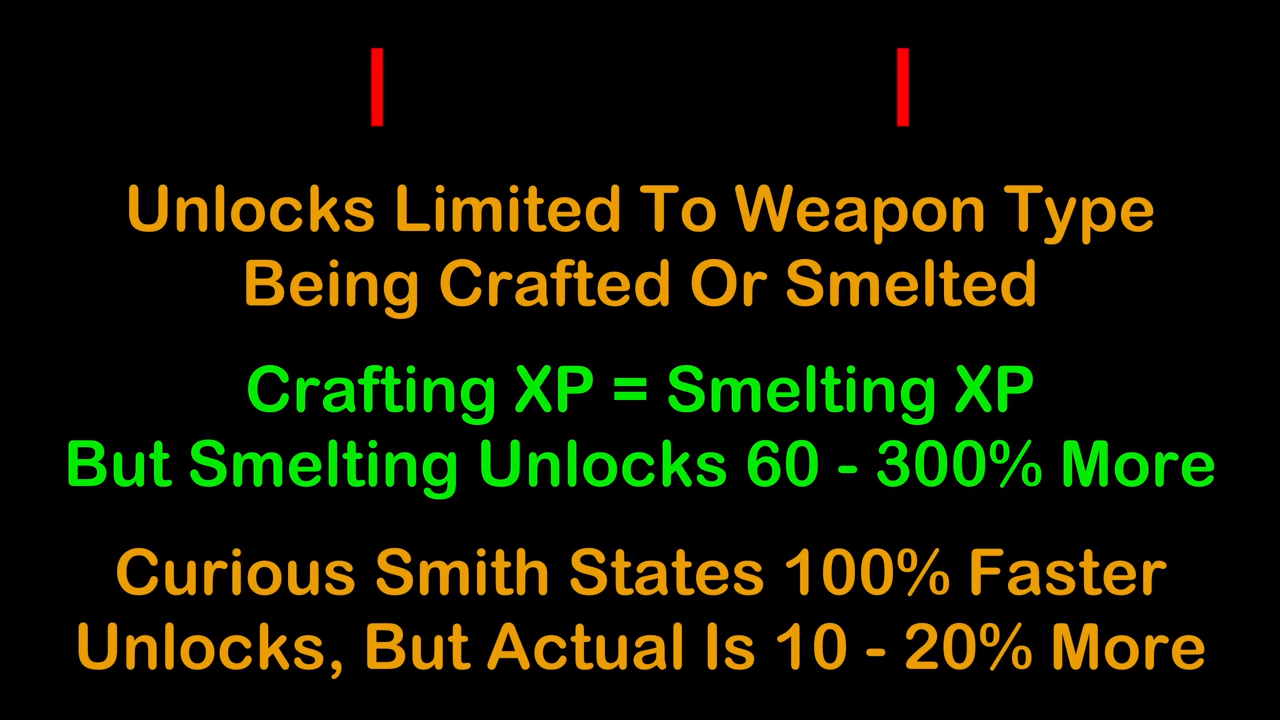 Unlocks Limited To Weapon Type
Being Crafted Or Smelted
Crafting XP = Smelting XP
But Smelting Unlocks 60 - 300% More
Curious Smith States 100% Faster
Unlocks, But Actual Is 10 - 20% More